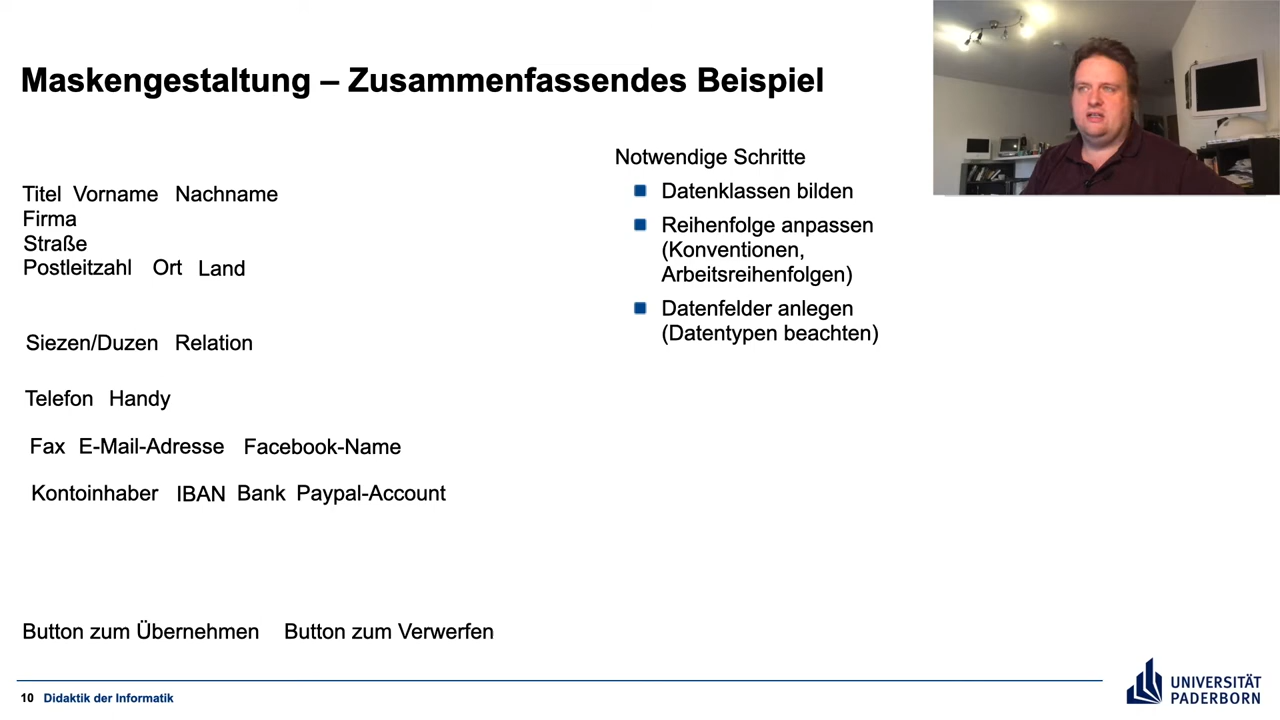 Maskengestaltung – Zusammenfassendes Beispiel
Titel Vorname Nachname
Firma
Straße
Postleitzahl Ort Land
Siezen/Duzen Relation
Telefon Handy
Fax E-Mail-Adresse Facebook-Name
Kontoinhaber IBAN Bank Paypal-Account
Button zum Übernehmen Button zum Verwerfen
Notwendige Schritte
Datenklassen bilden
Reihenfolge anpassen
(Konventionen,
Arbeitsreihenfolgen)
Datenfelder anlegen
(Datentypen beachten)
10 Didaktik der Informatik
UNIVERSITÄT
PADERBORN